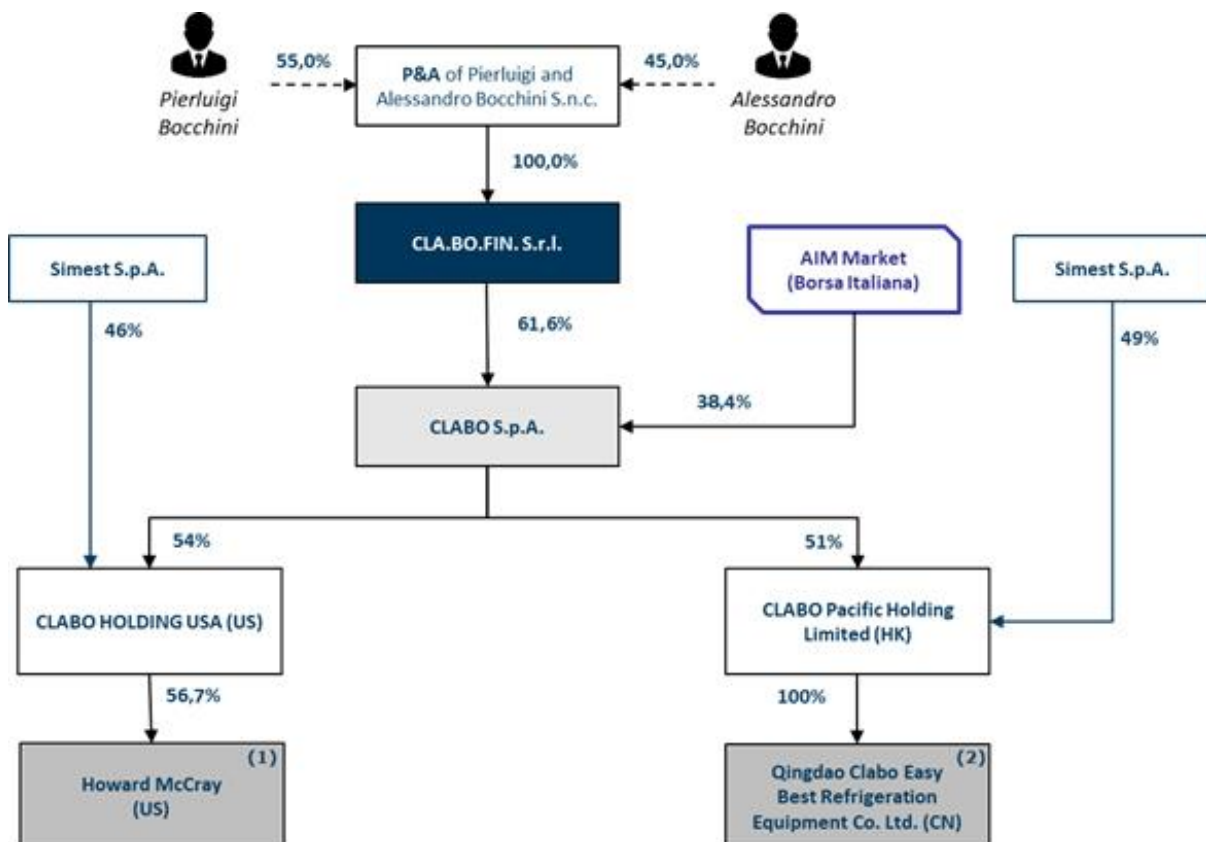 55,0%
P&A of Pierluigi and
Alessandro Bocchini S.n.c.
45,0%
Pierluigi
Bocchini
Alessandro
Bocchini
100,0%
CLA.BO.FIN. S.r.l.
Simest S.p.A.
AIM Market
(Borsa Italiana)
Simest S.p.A.
46%
61,6%
49%
38,4%
CLABO S.p.A.
54%
51%
CLABO HOLDING USA (US)
CLABO Pacific Holding
Limited (HK)
56,7%
100%
(1)
Howard McCray
(US)
(2)
Qingdao Clabo Easy
Best Refrigeration
Equipment Co. Ltd. (CN)